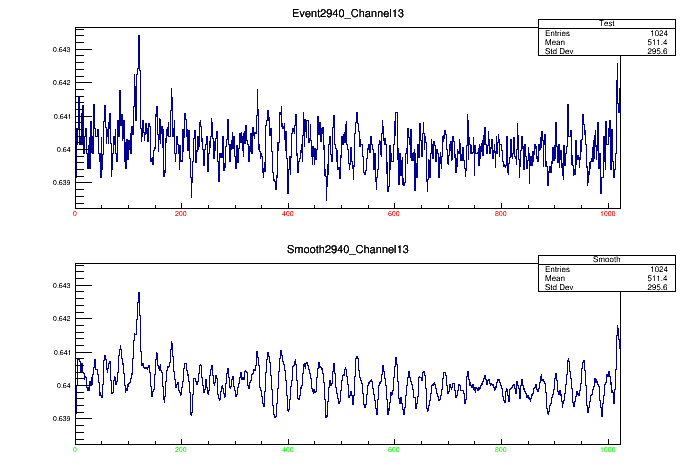 Event2940_Channel13
Test
Entries 1024
Mean 511.4
Std Dev 295.6
0.643
0.642
0.641
0.64
0.639
0 200 400 600 800 1000
Smooth2940_Channel13
Smooth
Entries 1024
Mean 511.4
Std Dev 295.6
0.643
0.642
0.641
0.64
0.639
0 200 400 600 800 1000